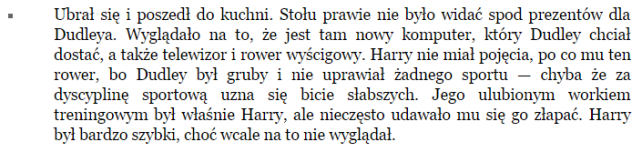 Ubrał się i poszedł do kuchni. Stołu prawie nie było widać spod prezentów dla
Dudleya. Wyglądało na to, że jest tam nowy komputer, który Dudley chciał
dostać, a także telewizor i rower wyścigowy. Harry nie miał pojęcia, po co mu ten
rower, bo Dudley był gruby i nie uprawiał żadnego sportu — chyba że za
dyscyplinę sportową uzna się bicie słabszych. Jego ulubionym workiem
treningowym był właśnie Harry, ale nieczęsto udawało mu się go złapać. Harry
był bardzo szybki, choć wcale na to nie wyglądał.